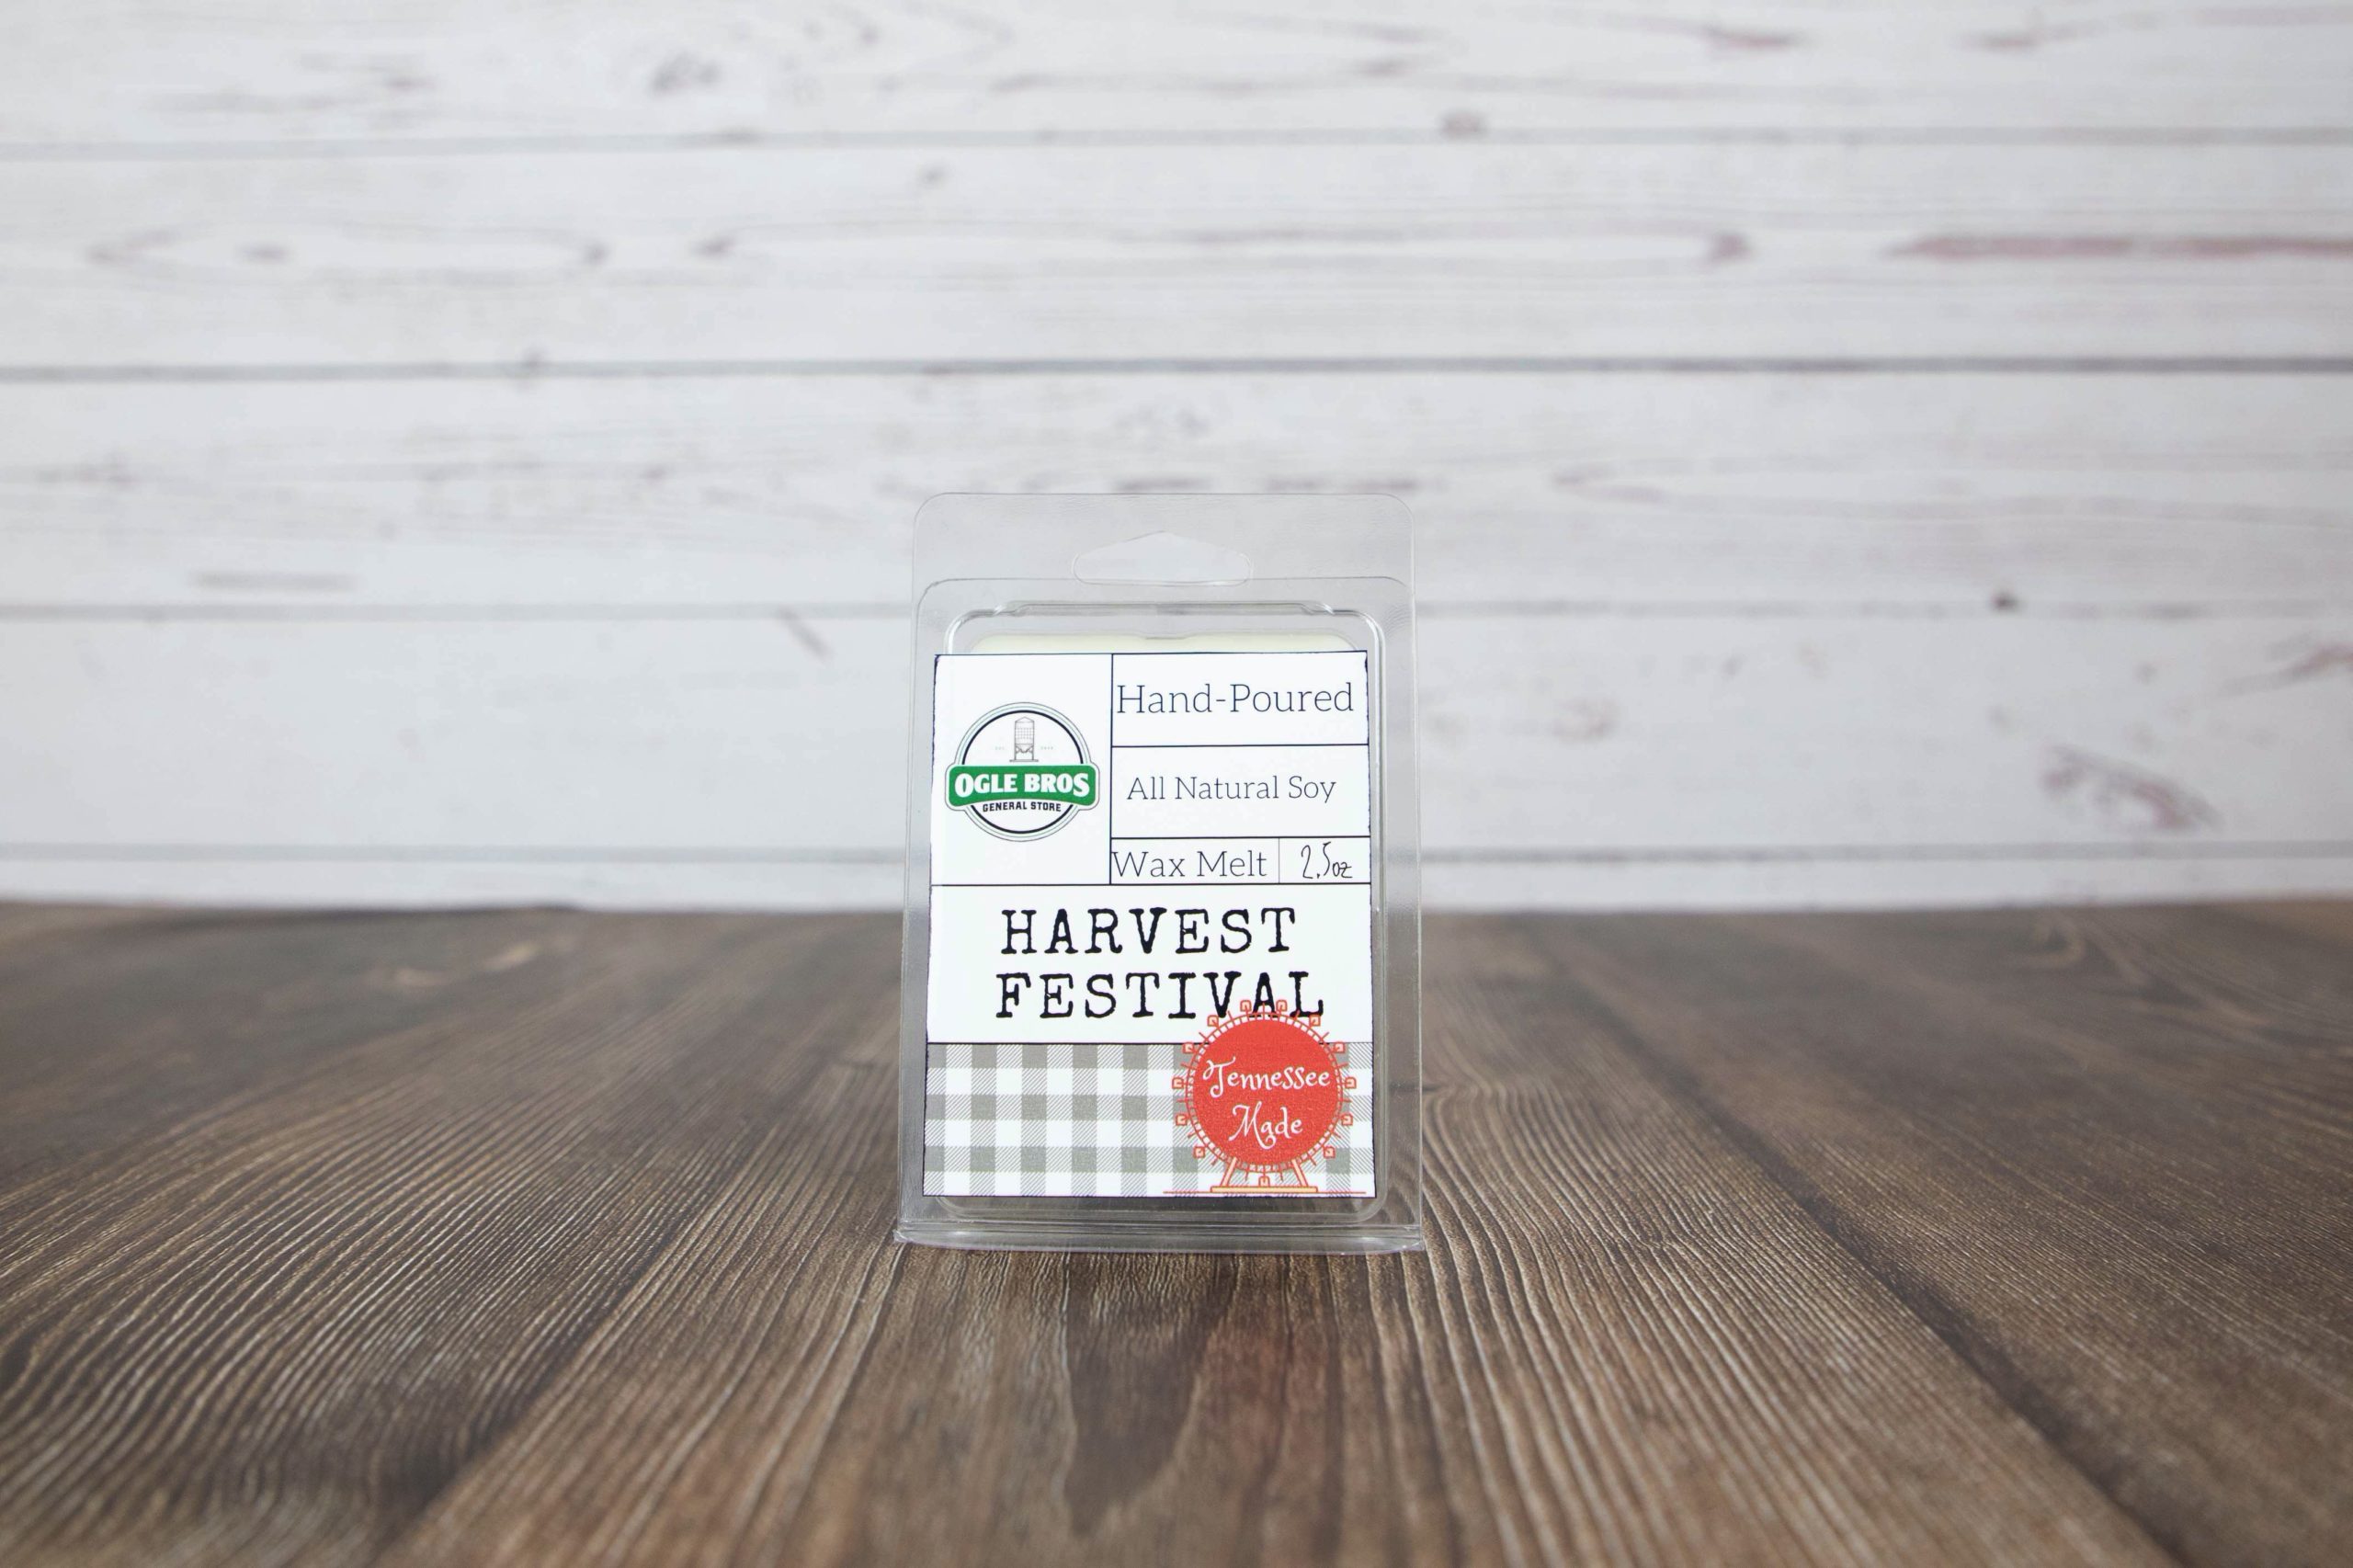 OGLE BROS
GENERAL STORE
Hand-Poured
All Natural Soy
Wax Melt
2.5oz
HARVEST
FESTIVAL
Tennessee
Made